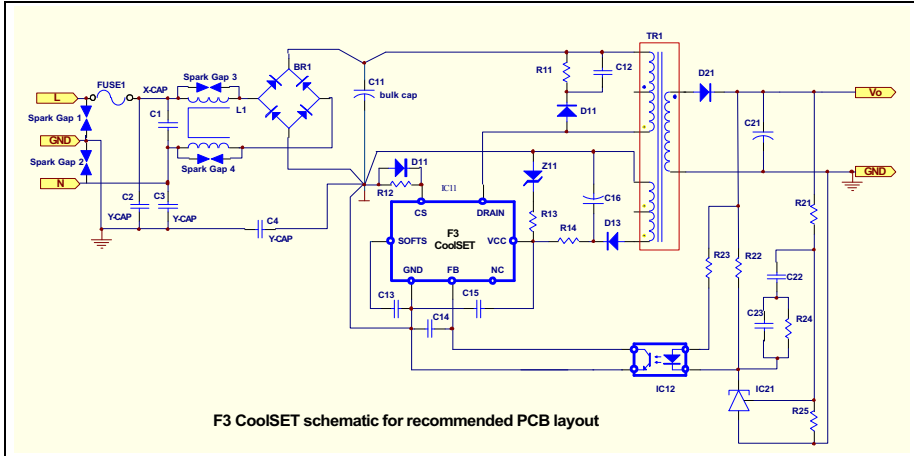 TR1
FUSE1
Spark Gap 3
BR1
R11
C12
D21
X-CAP
C11
bulk cap
L
L1
Vo
Spark Gap 1
C1
D11
C21
GND
Spark Gap 2
Spark Gap 4
D11
Z11
GND
N
R12
IC11
C16
C2
C3
CS
DRAIN
R21
Y-CAP
Y-CAP
C4
F3
CoolSET
R13
D13
Y-CAP
SOFTS
VCC
R14
R23
R22
GND
FB
NC
C22
C13
C15
C23
R24
C14
IC12
IC21
R25
F3 CoolSET schematic for recommended PCB layout